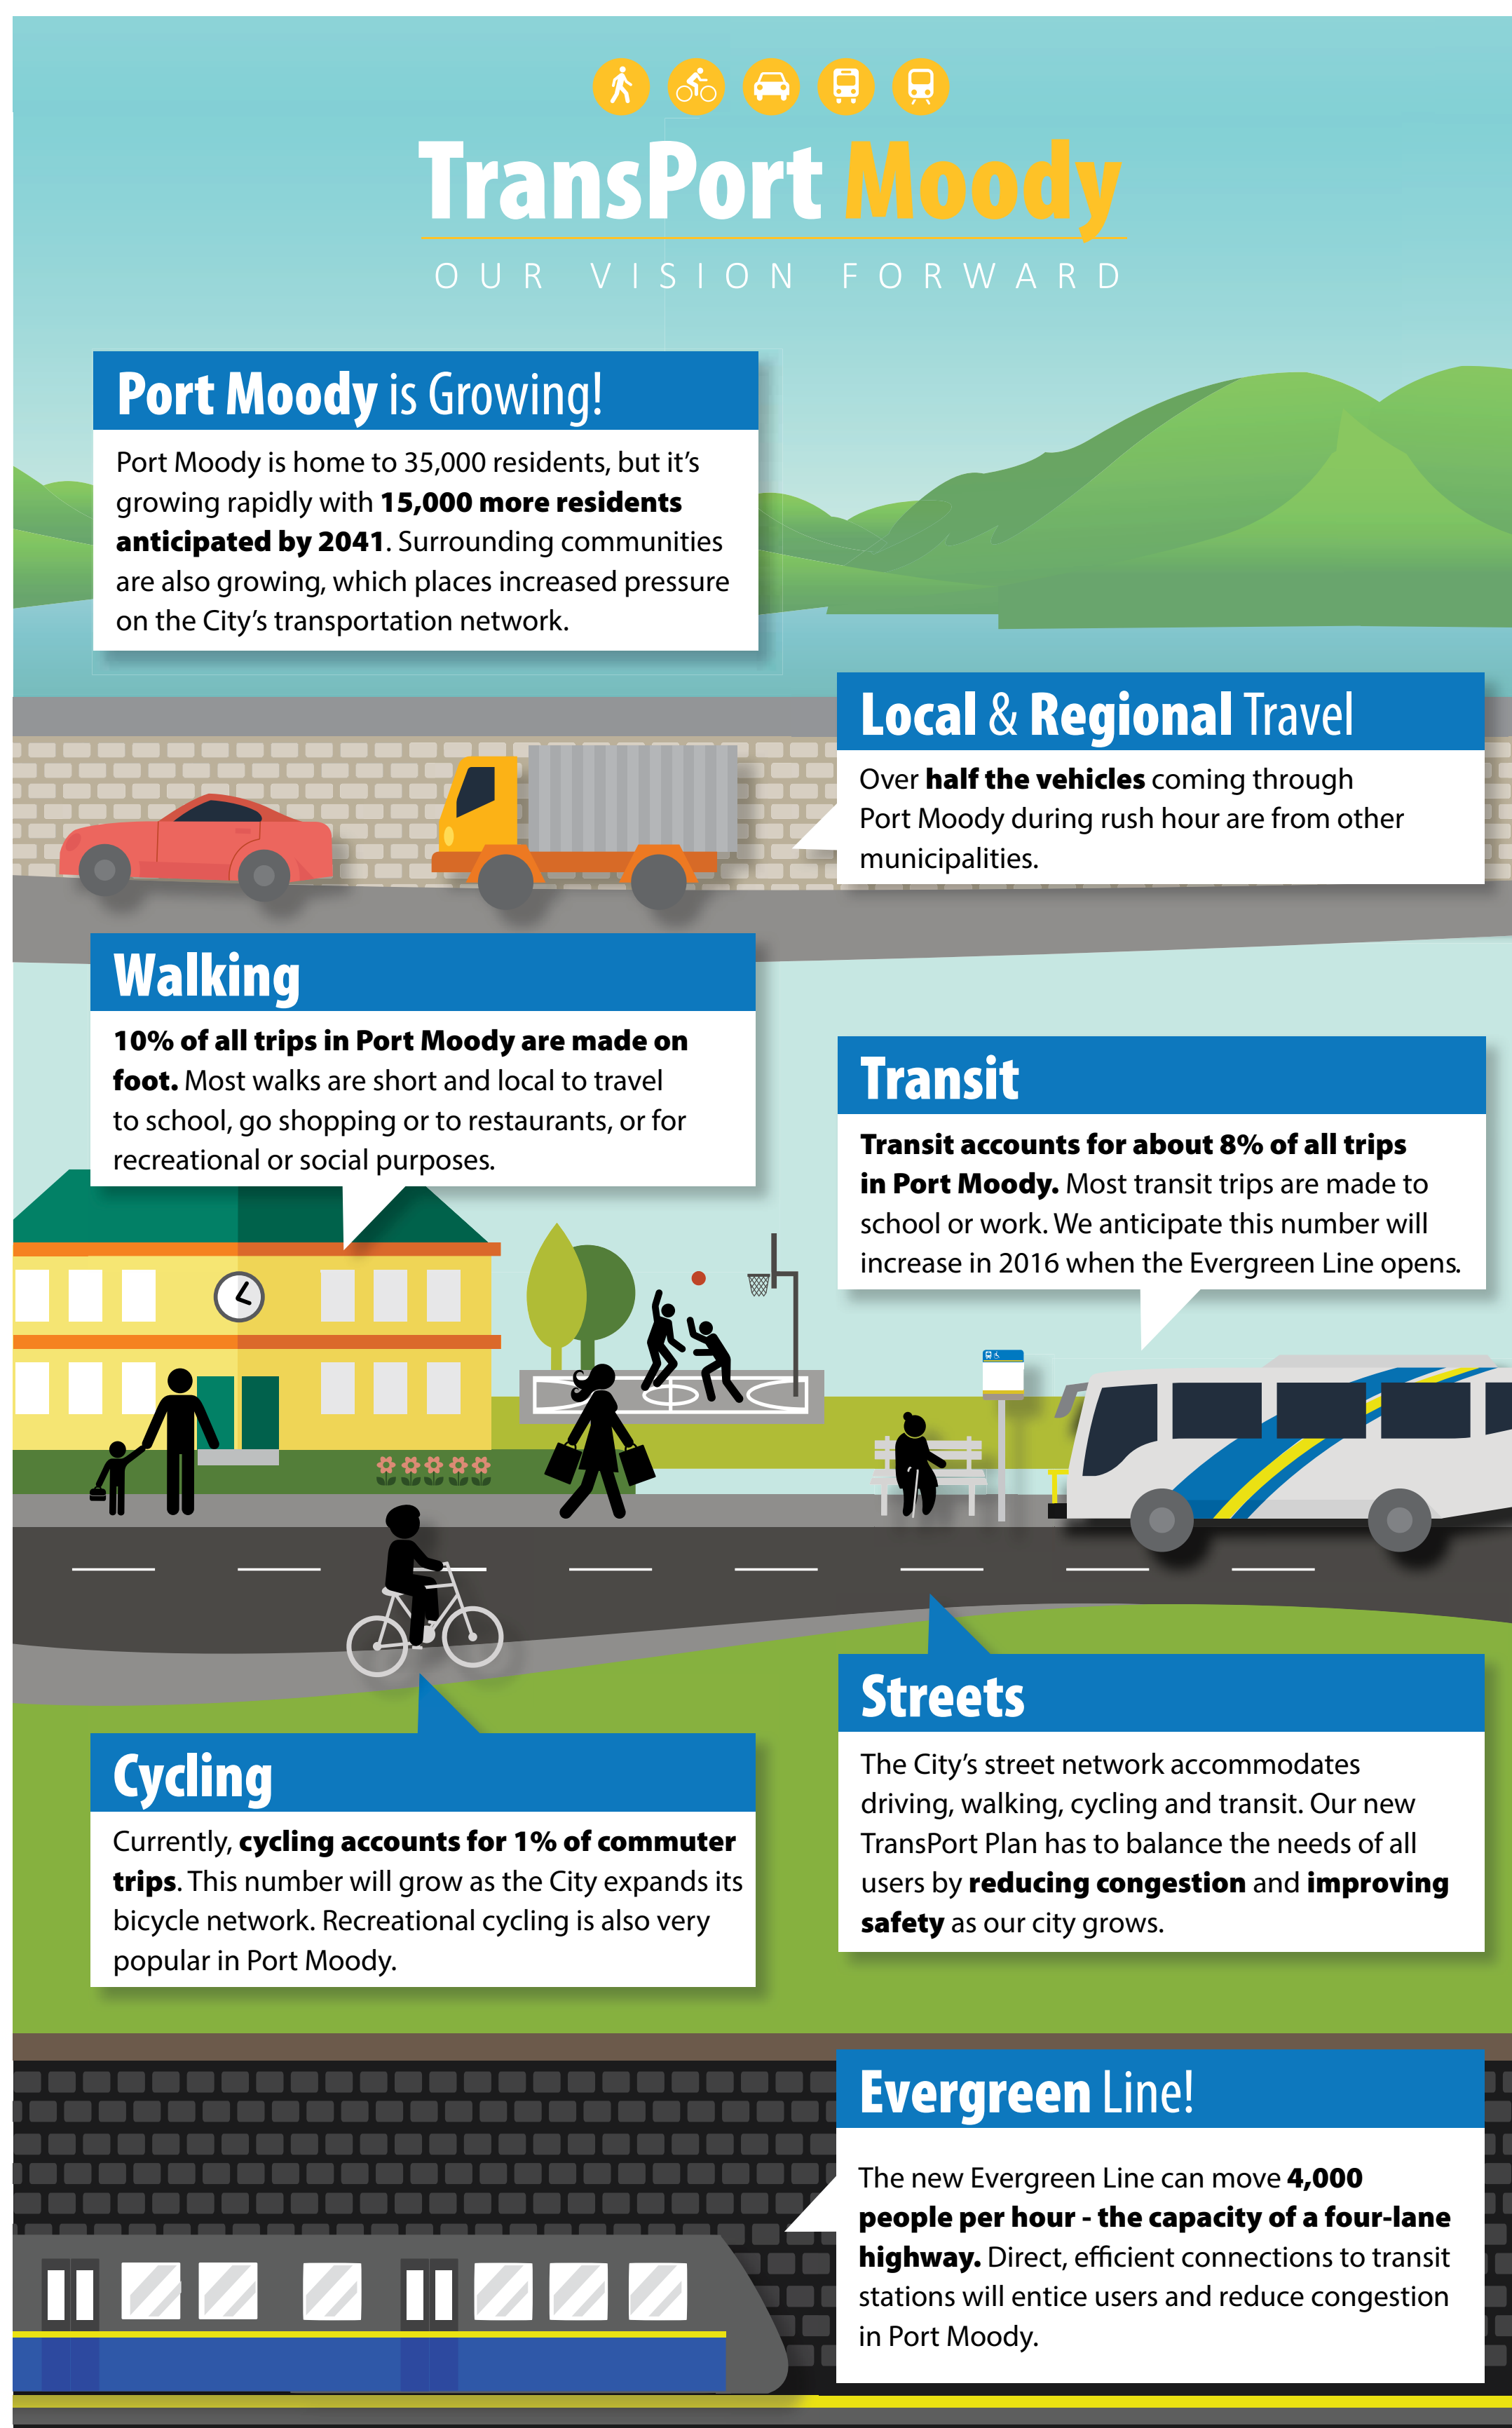 TransPort Moody
OUR VISION FORWARD
Port Moody is Growing!
Port Moody is home to 35,000 residents, but it's
growing rapidly with 15,000 more residents
anticipated by 2041. Surrounding communities
are also growing, which places increased pressure
on the City's transportation network.
Local & Regional Travel
Over half the vehicles coming through
Port Moody during rush hour are from other
municipalities.
Walking
10% of all trips in Port Moody are made on
foot. Most walks are short and local to travel
to school, go shopping or to restaurants, or for
recreational or social purposes.
Transit
Transit accounts for about 8% of all trips
in Port Moody. Most transit trips are made to
school or work. We anticipate this number will
increase in 2016 when the Evergreen Line opens.
Streets
The City's street network accommodates
driving, walking, cycling and transit. Our new
TransPort Plan has to balance the needs of all
users by reducing congestion and improving
safety as our city grows.
Cycling
Currently, cycling accounts for 1% of commuter
trips. This number will grow as the City expands its
bicycle network. Recreational cycling is also very
popular in Port Moody.
Evergreen Line!
The new Evergreen Line can move 4,000
people per hour - the capacity of a four-lane
highway. Direct, efficient connections to transit
stations will entice users and reduce congestion
in Port Moody.